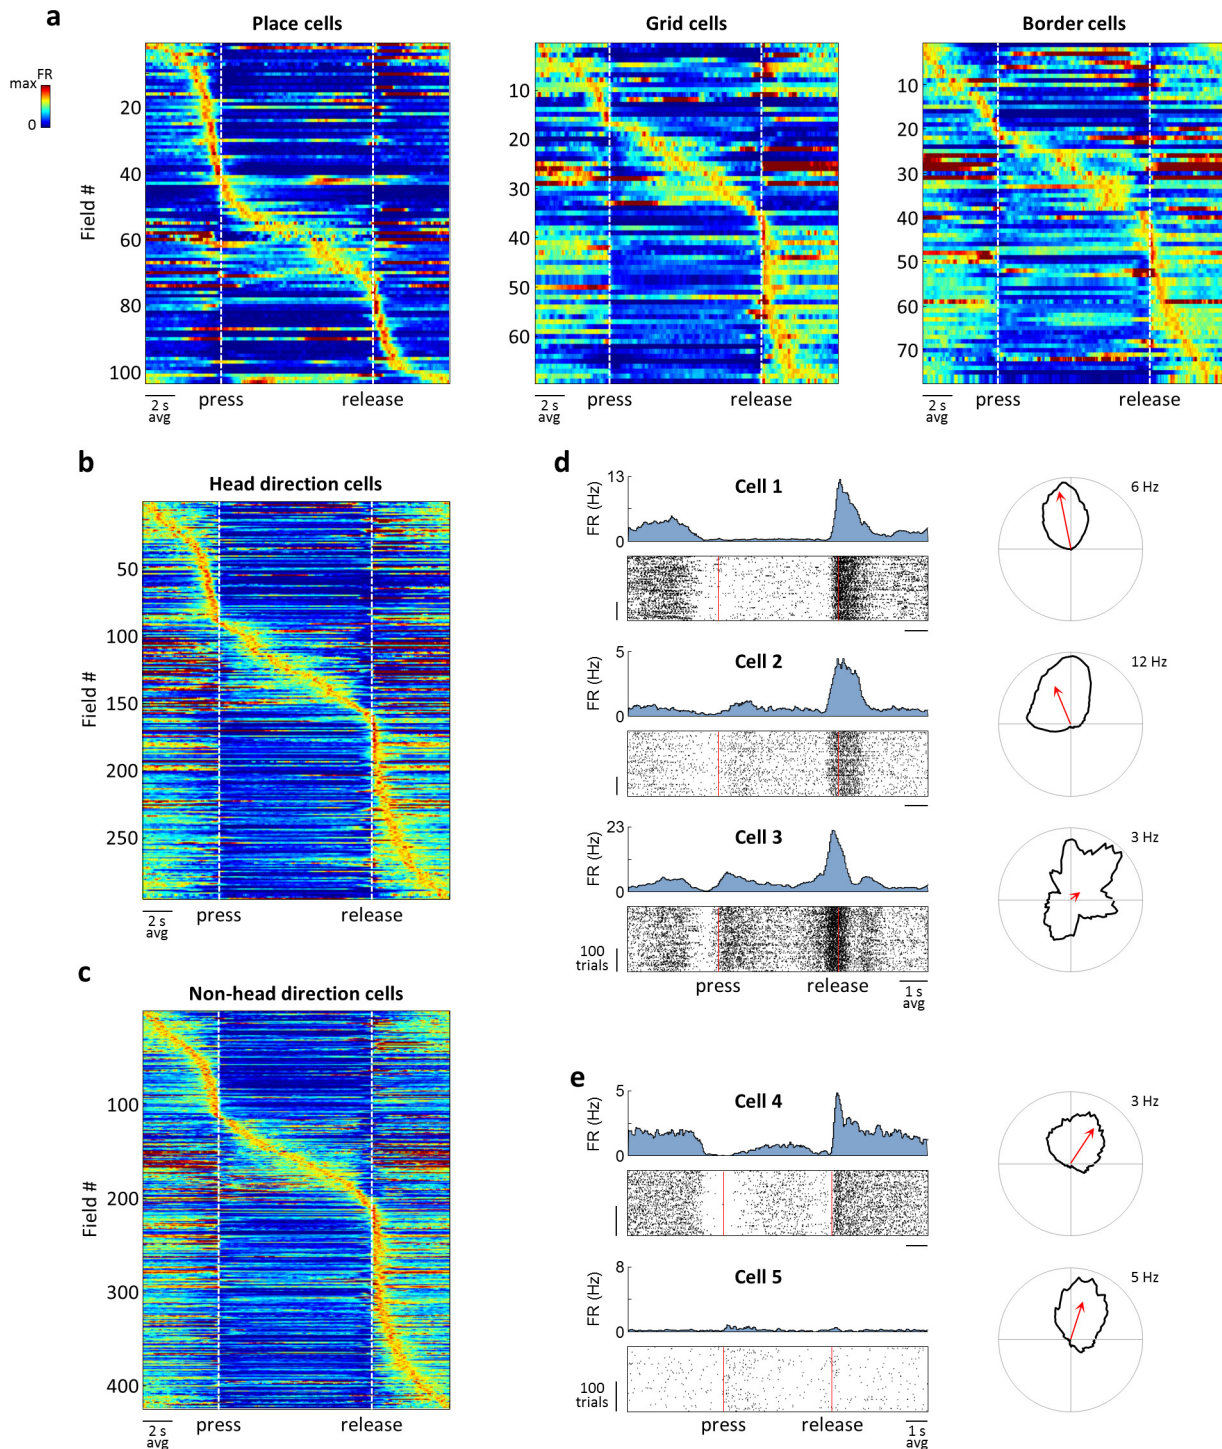 a
Place cells
Grid cells
Border cells
FR
max
0
Field #
20
40
60
80
100
10
20
30
40
50
60
10
20
30
40
50
60
70
2 s
avg
press
release
2 s
avg
press
release
2 s
avg
press
release
b
Head direction cells
Field #
50
100
150
200
250
2 s
avg
press
release
c
Non-head direction cells
Field #
100
200
300
400
2 s
avg
press
release
d
Cell 1
FR (Hz)
13
0
6 Hz
Cell 2
FR (Hz)
5
0
12 Hz
Cell 3
FR (Hz)
23
0
3 Hz
100
trials
press
release
1 s
avg
e
Cell 4
FR (Hz)
5
0
3 Hz
Cell 5
FR (Hz)
8
0
5 Hz
100
trials
press
release
1 s
avg